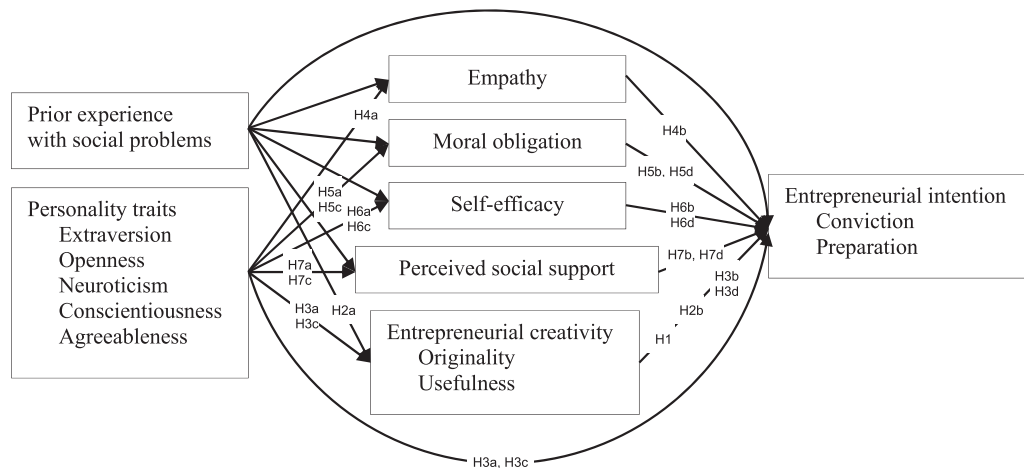 Prior experience
with social problems
Personality traits
Extraversion
Openness
Neuroticism
Conscientiousness
Agreeableness
Empathy
Moral obligation
Self-efficacy
Perceived social support
Entrepreneurial creativity
Originality
Usefulness
Entrepreneurial intention
Conviction
Preparation
H4a
H5a
H5c
H6a
H6c
H7a
H7c
H3a
H3c
H2a
H4b
H5b, H5d
H6b
H6d
H7b, H7d
H3b
H3d
H2b
H1
H3a, H3c